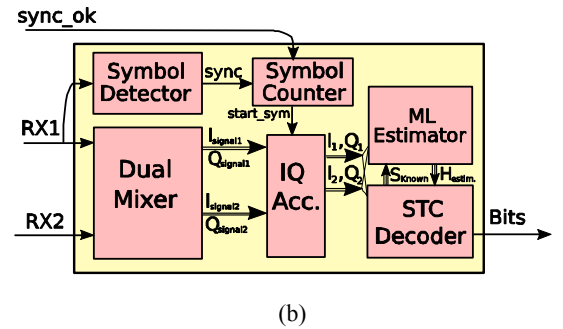 sync_ok
Symbol
Detector
sync
Symbol
Counter
start_sym
RX1
Dual
Mixer
Isignal1
Qsignal1
Isignal2
Qsignal2
IQ
Acc.
I1,Q1
I2,Q2
ML
Estimator
SKnown
Hestim.
STC
Decoder
RX2
Bits
(b)